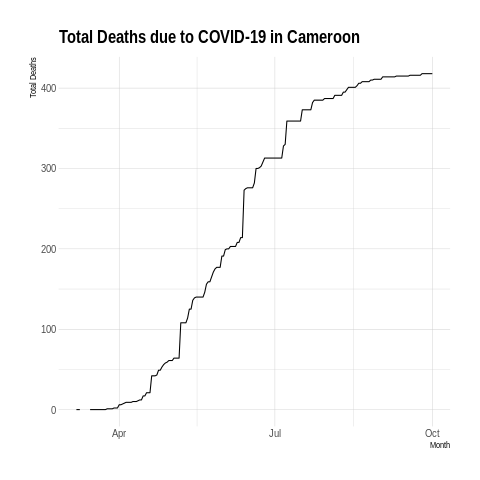 Total Deaths due to COVID-19 in Cameroon
Total Deaths
400
300
200
100
0
Apr
Jul
Oct
Month